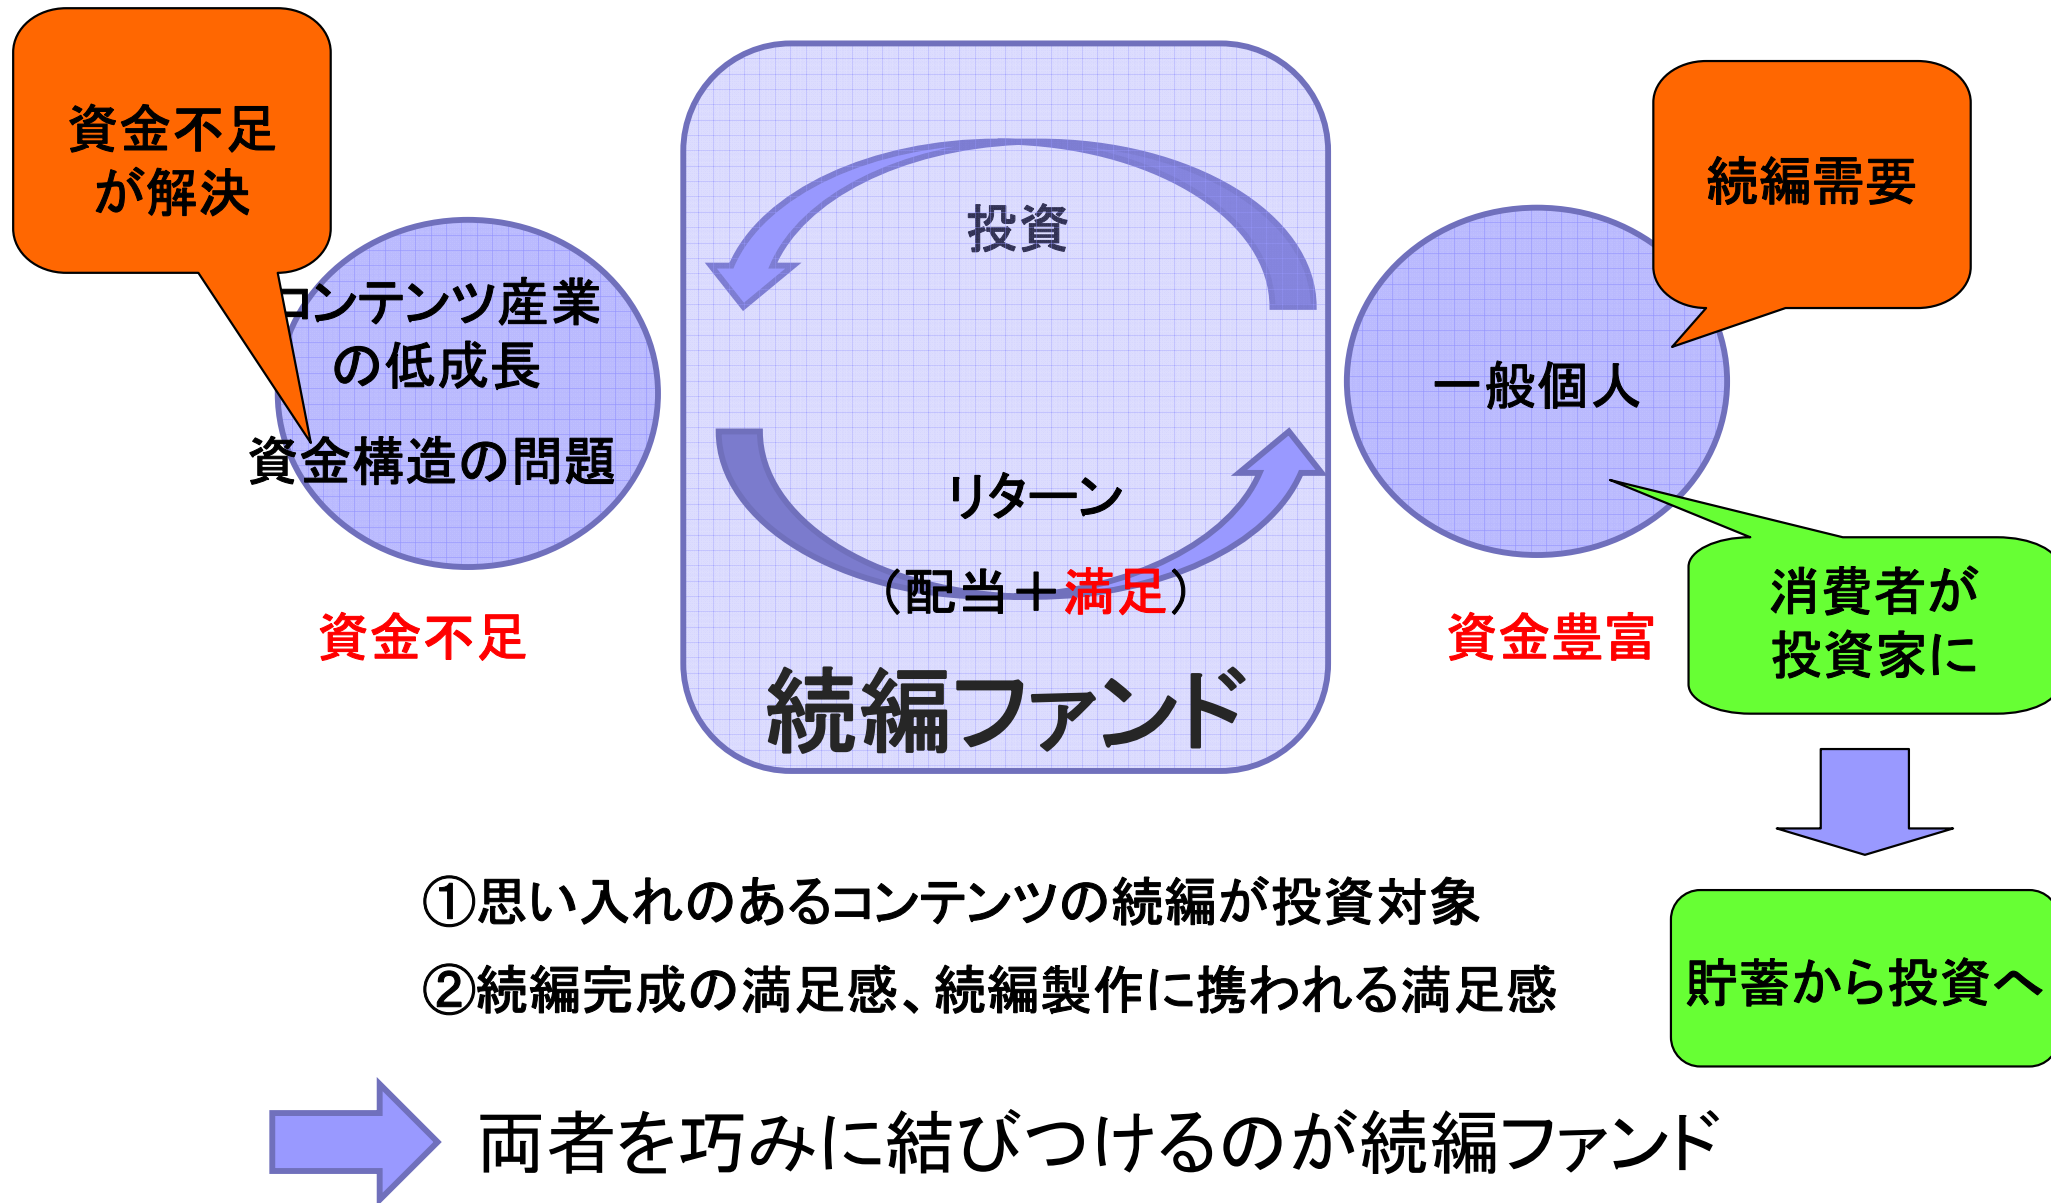 資金不足
が解決
コンテンツ産業
の低成長
資金構造の問題
資金不足
投資
リターン
（配当＋満足）
続編ファンド
続編需要
一般個人
資金豊富
消費者が
投資家に
貯蓄から投資へ
①思い入れのあるコンテンツの続編が投資対象
②続編完成の満足感、続編製作に携われる満足感
両者を巧みに結びつけるのが続編ファンド